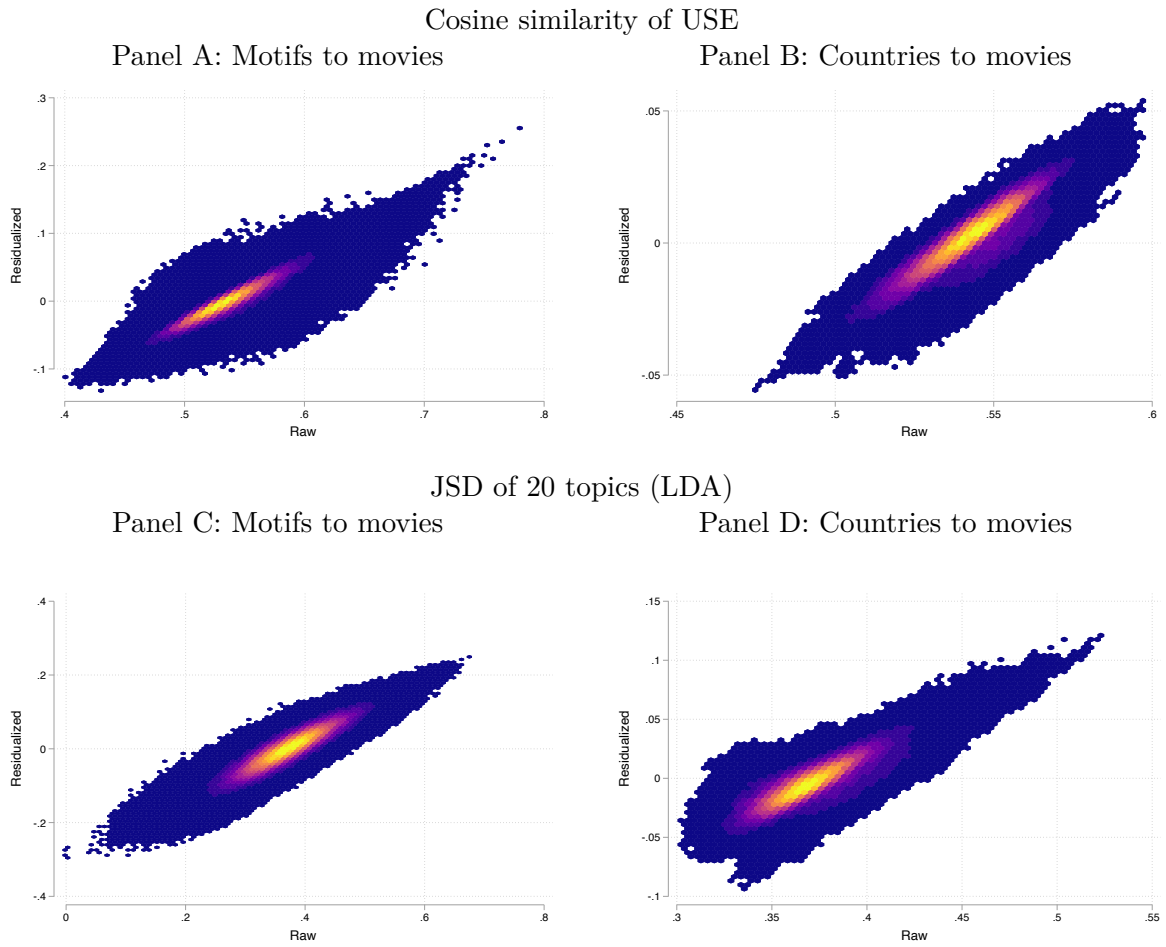 Cosine similarity of USE
Panel A: Motifs to movies
Panel B: Countries to movies
.3
.2
.1
0
-.1
Residualized
.4 .5 .6 .7 .8
Raw
.05
0
-.05
Residualized
.45 .5 .55 .6
Raw
JSD of 20 topics (LDA)
Panel C: Motifs to movies
Panel D: Countries to movies
.4
.2
0
-.2
-.4
Residualized
0 .2 .4 .6 .8
Raw
.15
.1
.05
0
-.05
-.1
Residualized
.3 .35 .4 .45 .5 .55
Raw